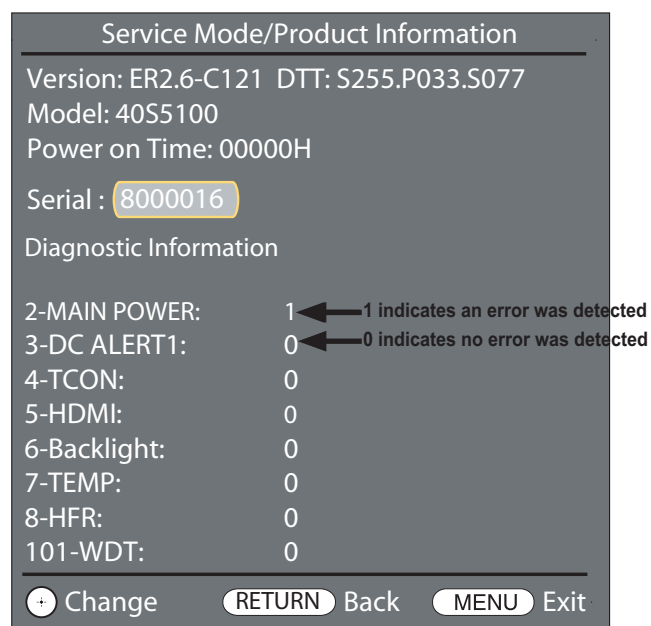 Service Mode/Product Information
Version: ER2.6-C121 DTT: S255.P033.S077
Model: 40S5100
Power on Time: 00000H
Serial : 8000016
Diagnostic Information
2-MAIN POWER: 1 1 indicates an error was detected
3-DC ALERT1: 0 0 indicates no error was detected
4-TCON: 0
5-HDMI: 0
6-Backlight: 0
7-TEMP: 0
8-HFR: 0
101-WDT: 0
Change RETURN Back MENU Exit